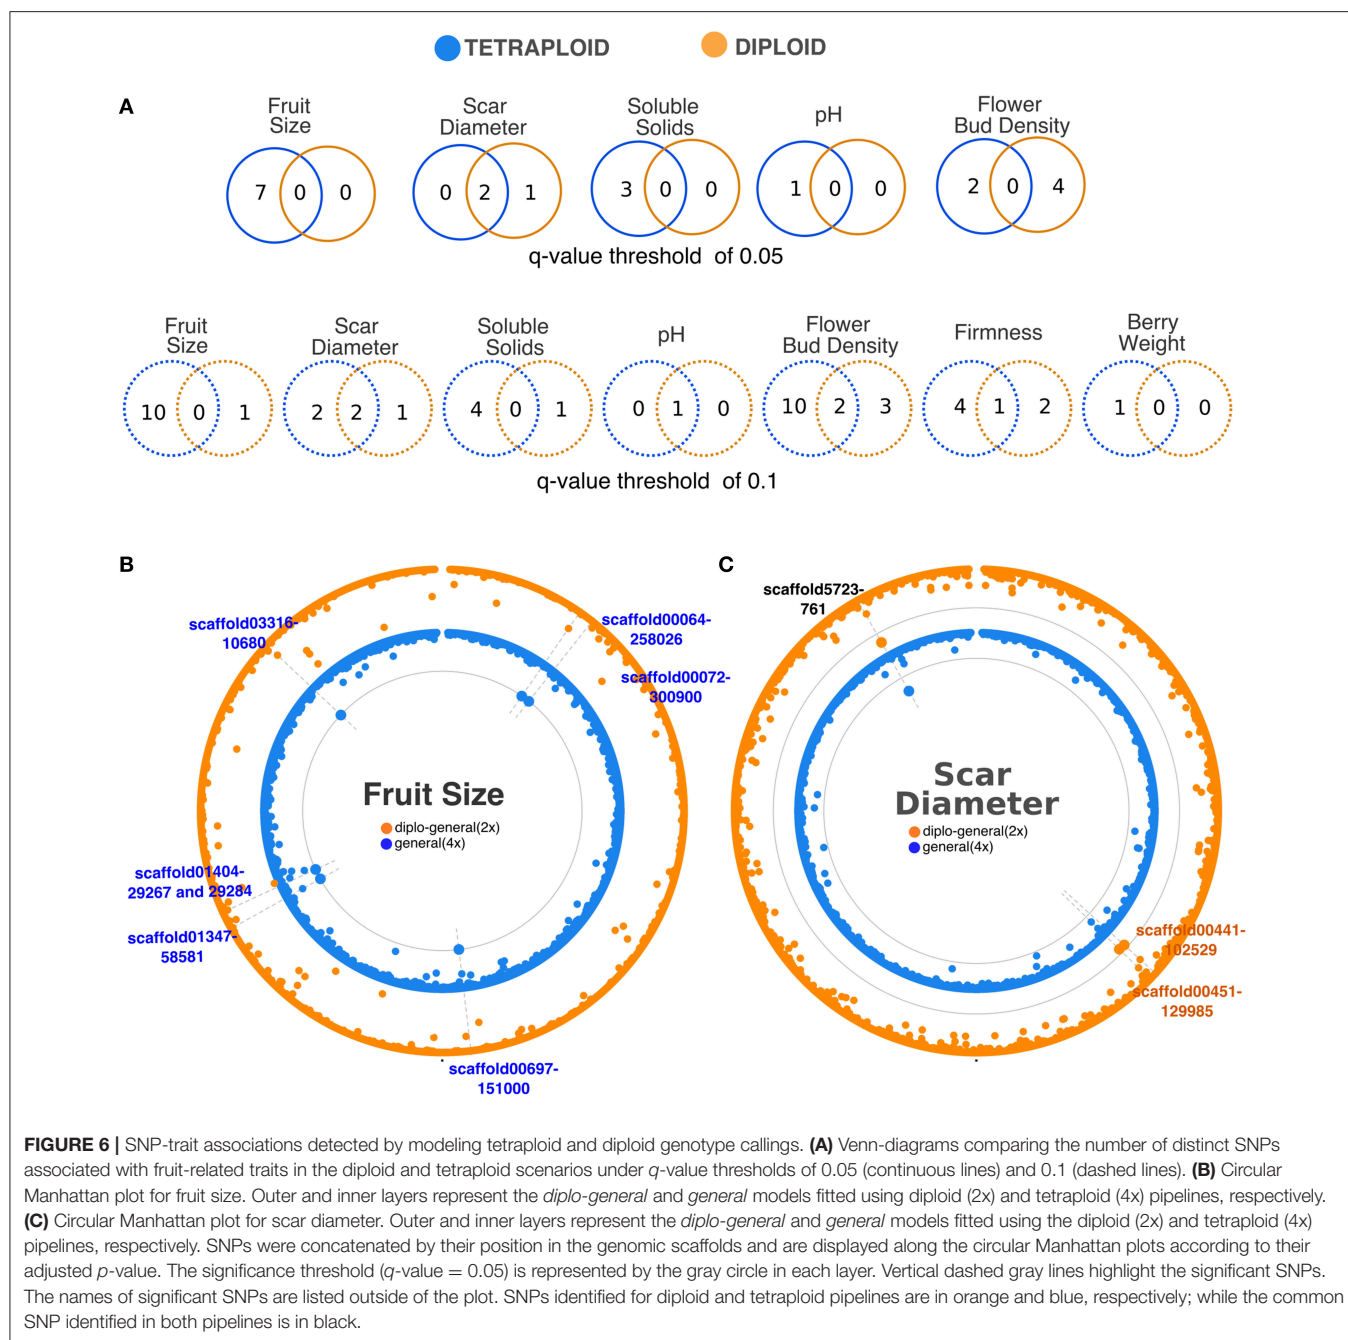 TETRAPLOID DIPLOID
A
Fruit Size
Scar Diameter
Soluble Solids
pH
Flower Bud Density
7 0 0
0 2 1
3 0 0
1 0 0
2 0 4
q-value threshold of 0.05
Fruit Size
Scar Diameter
Soluble Solids
pH
Flower Bud Density
Firmness
Berry Weight
10 0 1
2 2 1
4 0 1
0 1 0
10 2 3
4 1 2
1 0 0
q-value threshold of 0.1
B
scaffold03316-
10680
scaffold00064-
258026
scaffold00072-
300900
Fruit Size
diplo-general(2x)
general(4x)
scaffold01404-
29267 and 29284
scaffold01347-
58581
scaffold00697-
151000
C
scaffold5723-
761
Scar
Diameter
diplo-general(2x)
general(4x)
scaffold00441-
102529
scaffold00451-
129985
FIGURE 6 | SNP-trait associations detected by modeling tetraploid and diploid genotype callings. (A) Venn-diagrams comparing the number of distinct SNPs
associated with fruit-related traits in the diploid and tetraploid scenarios under q-value thresholds of 0.05 (continuous lines) and 0.1 (dashed lines). (B) Circular
Manhattan plot for fruit size. Outer and inner layers represent the diplo-general and general models fitted using diploid (2x) and tetraploid (4x) pipelines, respectively.
(C) Circular Manhattan plot for scar diameter. Outer and inner layers represent the diplo-general and general models fitted using the diploid (2x) and tetraploid (4x)
pipelines, respectively. SNPs were concatenated by their position in the genomic scaffolds and are displayed along the circular Manhattan plots according to their
adjusted p-value. The significance threshold (q-value = 0.05) is represented by the gray circle in each layer. Vertical dashed gray lines highlight the significant SNPs.
The names of significant SNPs are listed outside of the plot. SNPs identified for diploid and tetraploid pipelines are in orange and blue, respectively; while the common
SNP identified in both pipelines is in black.